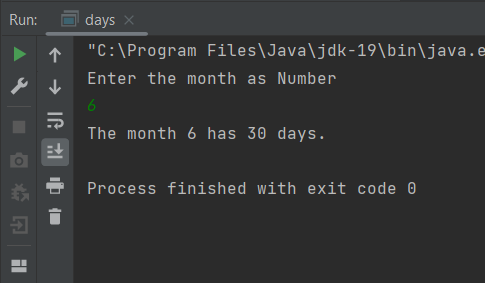 Run: days
"C:\Program Files\Java\jdk-19\bin\java.e
Enter the month as Number
6
The month 6 has 30 days.
Process finished with exit code 0